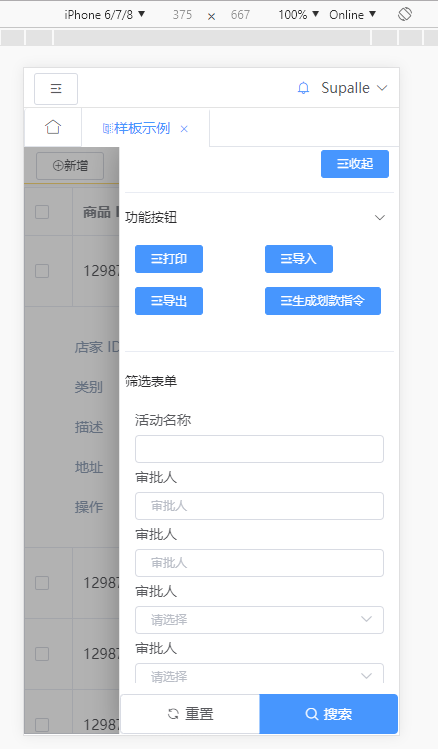 iPhone 6/7/8 ▼ 375 × 667 100% ▼ Online ▼
Supalle
样板示例 ×
新增
收起
商品 I
功能按钮
打印
导入
1298
导出
生成划款指令
店家 ID
筛选表单
类别
活动名称
描述
地址
审批人
审批人
操作
审批人
审批人
1298
审批人
请选择
1298
审批人
请选择
1298
重置
搜索